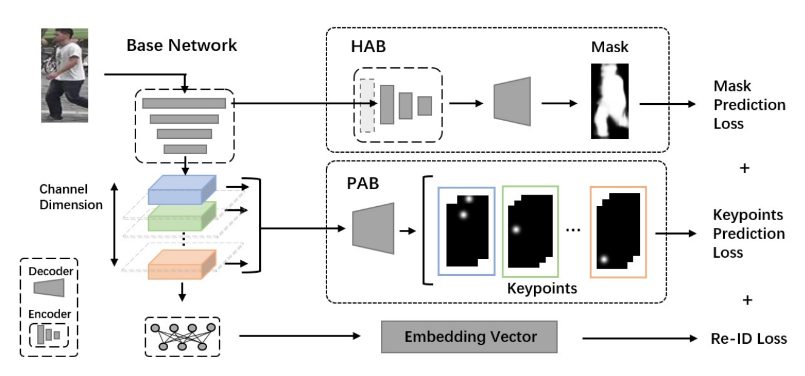 Base Network
HAB
Mask
Mask
Prediction
Loss
+
Channel
Dimension
PAB
...
Keypoints
Keypoints
Prediction
Loss
+
Decoder
Encoder
Embedding Vector
Re-ID Loss